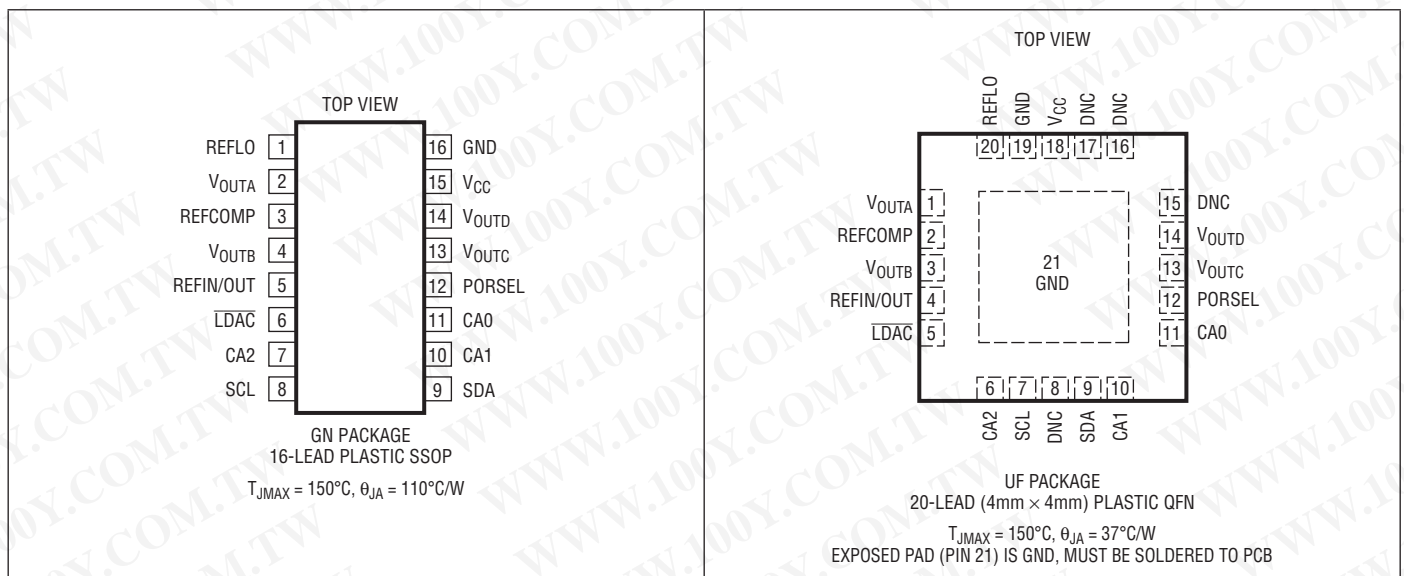 TOP VIEW
REFLO 1
VOUTA 2
REFCOMP 3
VOUTB 4
REFIN/OUT 5
LDAC 6
CA2 7
SCL 8
16 GND
15 VCC
14 VOUTD
13 VOUTC
12 PORSEL
11 CA0
10 CA1
9 SDA
GN PACKAGE
16-LEAD PLASTIC SSOP
TJMAX = 150°C, θJA = 110°C/W
TOP VIEW
REFLO
GND
VCC
DNC
DNC
20 19 18 17 16
VOUTA 1
REFCOMP 2
VOUTB 3
REFIN/OUT 4
LDAC 5
21
GND
15 DNC
14 VOUTD
13 VOUTC
12 PORSEL
11 CA0
6 7 8 9 10
CA2
SCL
DNC
SDA
CA1
UF PACKAGE
20-LEAD (4mm × 4mm) PLASTIC QFN
TJMAX = 150°C, θJA = 37°C/W
EXPOSED PAD (PIN 21) IS GND, MUST BE SOLDERED TO PCB
WWW.100Y.COM.TW